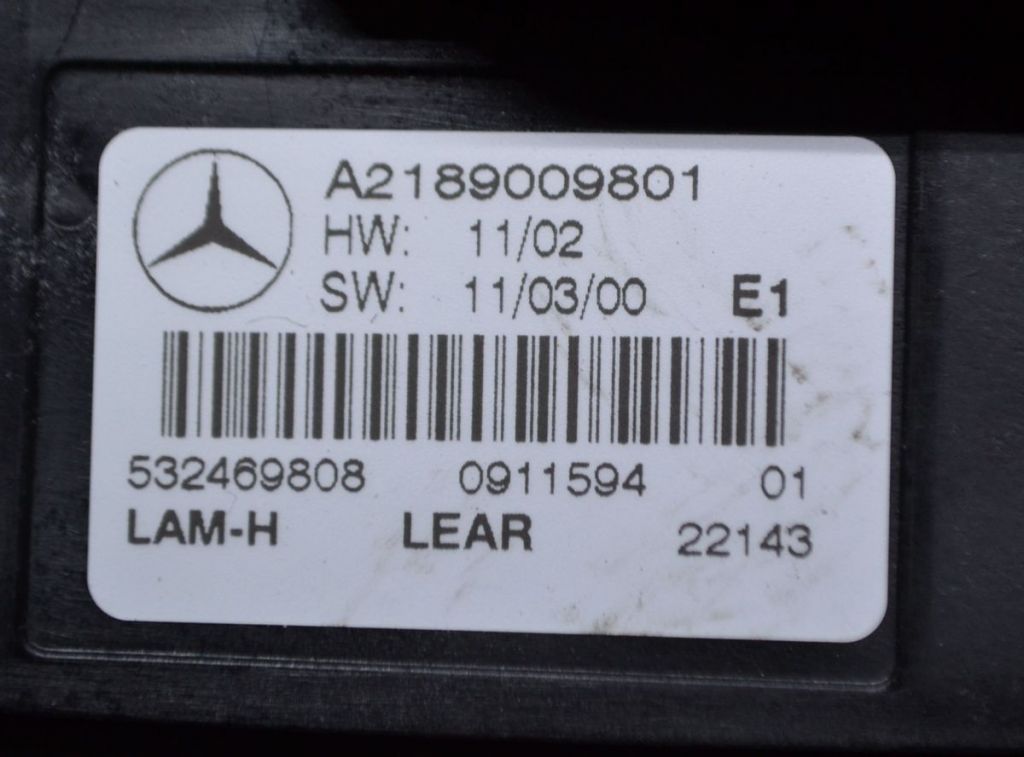 A2189009801
HW: 11/02
SW: 11/03/00 E1
532469808 0911594 01
LAM-H LEAR 22143